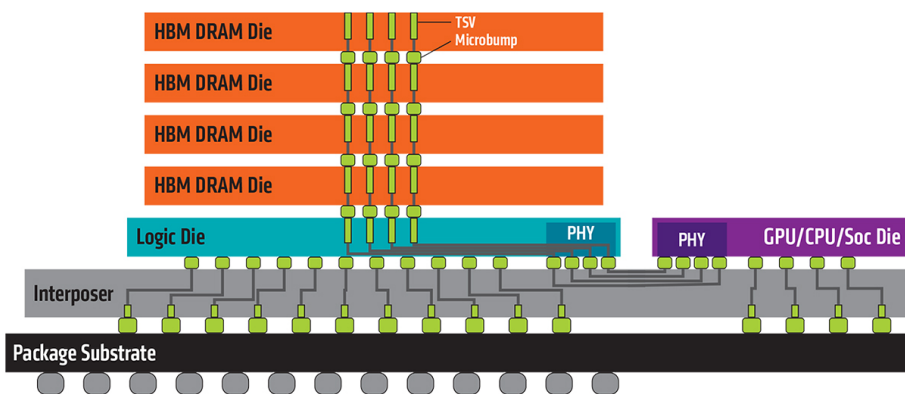 HBM DRAM Die
TSV
Microbump
HBM DRAM Die
HBM DRAM Die
HBM DRAM Die
Logic Die
PHY
PHY
GPU/CPU/Soc Die
Interposer
Package Substrate